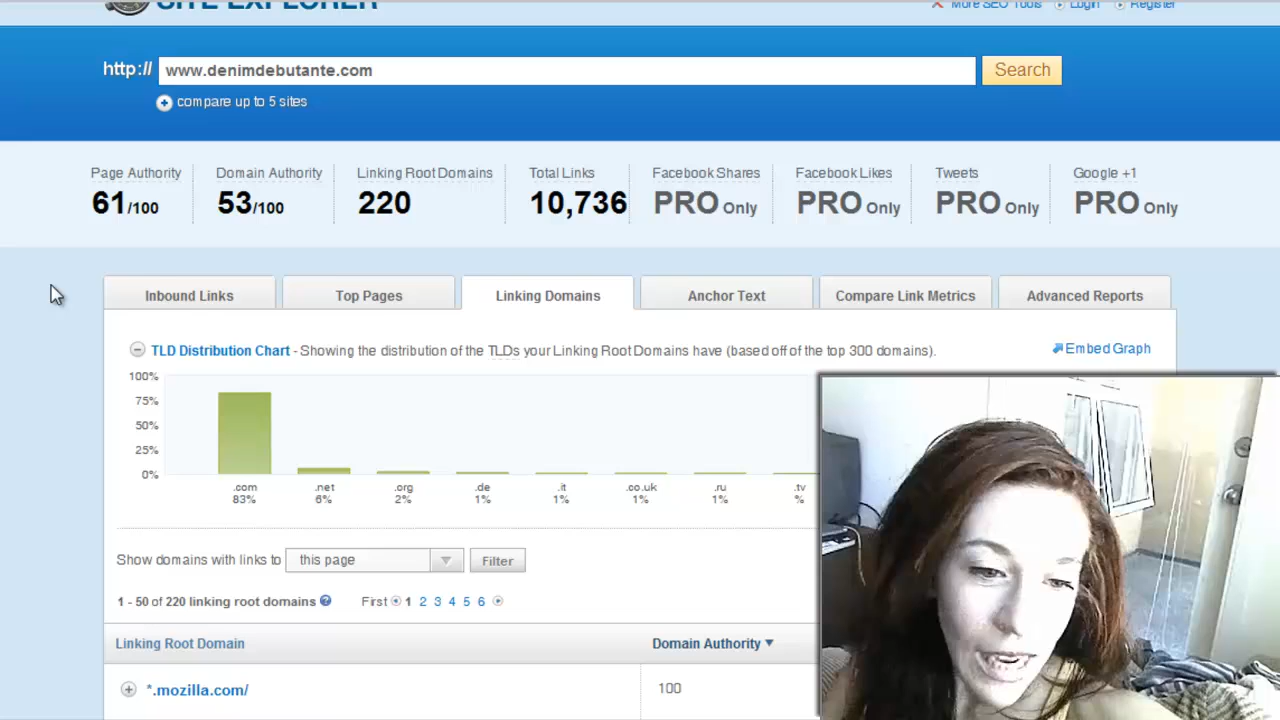 SITE EXPLORER
More SEO Tools Login Register
http:// www.denimdebutante.com Search
compare up to 5 sites
Page Authority Domain Authority Linking Root Domains Total Links Facebook Shares Facebook Likes Tweets Google +1
61/100 53/100 220 10,736 PRO Only PRO Only PRO Only PRO Only
Inbound Links Top Pages Linking Domains Anchor Text Compare Link Metrics Advanced Reports
TLD Distribution Chart - Showing the distribution of the TLDs your Linking Root Domains have (based off of the top 300 domains). Embed Graph
100%
75%
50%
25%
0%
.com .net .org .de .it .co.uk .ru .tv
83% 6% 2% 1% 1% 1% 1% %
Show domains with links to this page Filter
1 - 50 of 220 linking root domains First 1 2 3 4 5 6
Linking Root Domain Domain Authority
*.mozilla.com/ 100